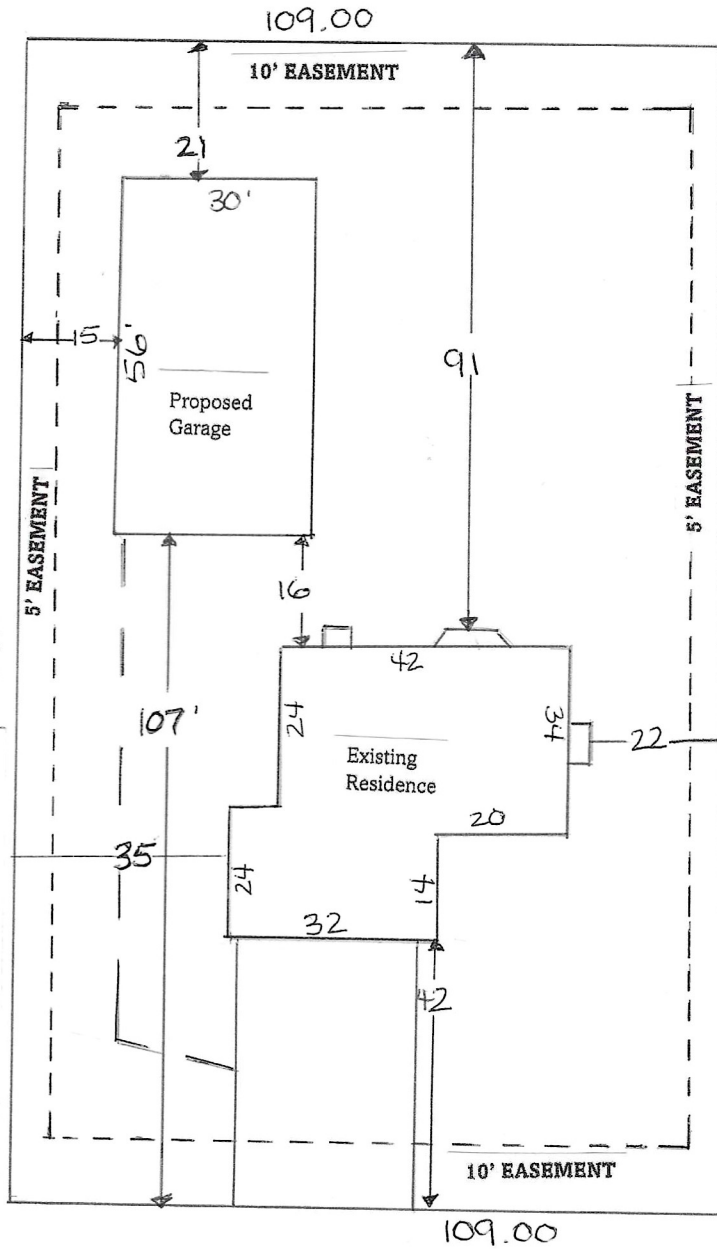 109.00
10' EASEMENT
21
30'
15
56'
91
Proposed
Garage
5' EASEMENT
5' EASEMENT
16
42
107'
24
34
22
Existing
Residence
20
35
24
14
32
42
10' EASEMENT
109.00